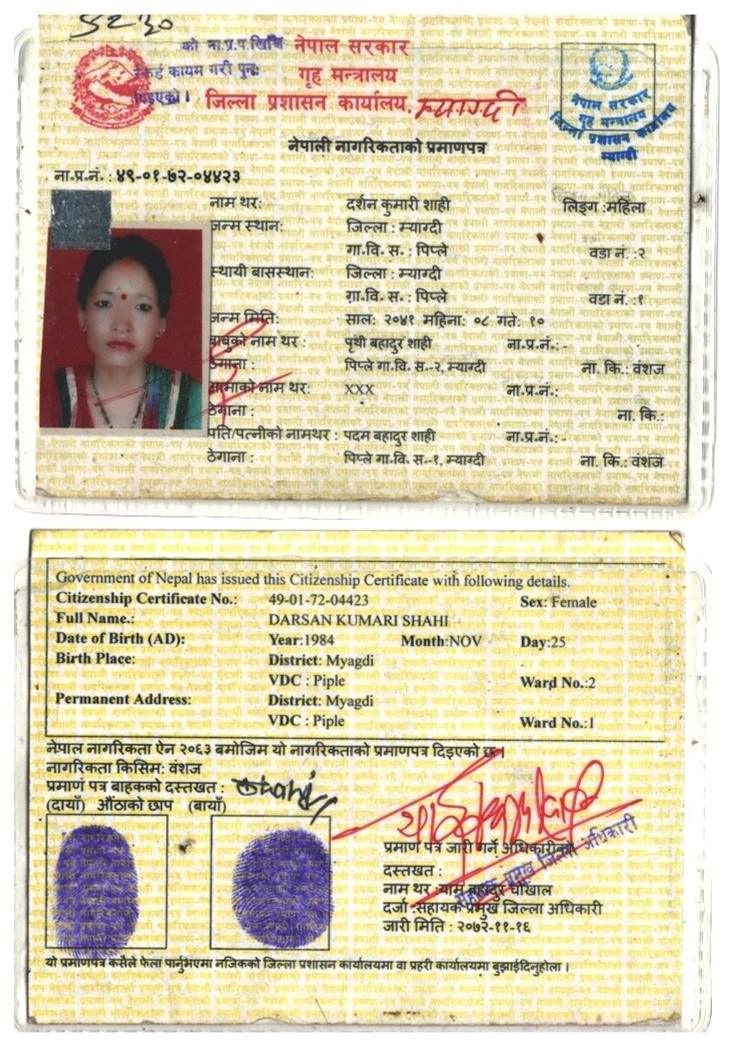 ५२३०
को ना.प्र.प.खिचि नेपाल सरकार
रेकर्ड कायम गरी पुनः गृह मन्त्रालय
दिइएको। जिल्ला प्रशासन कार्यालय, म्याग्दी
नेपाल सरकार
गृह मन्त्रालय
जिल्ला प्रशासन कार्यालय
म्याग्दी
नेपाली नागरिकताको प्रमाणपत्र
ना.प्र.नं. : ४९-०१-७२-०४४२३
नाम थर: दर्शन कुमारी शाही लिङ्ग :महिला
जन्म स्थान: जिल्ला : म्याग्दी
गा.वि. स. : पिप्ले वडा नं. :२
स्थायी बासस्थान: जिल्ला : म्याग्दी
गा.वि. स. : पिप्ले वडा नं. :१
जन्म मिति: साल: २०४१ महिना: ०८ गते: १०
बाबुको नाम थर : पृथी बहादुर शाही ना.प्र.नं.:-
ठेगाना : पिप्ले गा.वि. स.-२, म्याग्दी ना. कि.: वंशज
आमाको नाम थर: XXX ना.प्र.नं.:
ठेगाना : ना. कि.:
पति/पत्नीको नामथर : पदम बहादुर शाही ना.प्र.नं.: -
ठेगाना : पिप्ले गा.वि. स.-१, म्याग्दी ना. कि.: वंशज
Government of Nepal has issued this Citizenship Certificate with following details.
Citizenship Certificate No.: 49-01-72-04423 Sex: Female
Full Name.: DARSAN KUMARI SHAHI
Date of Birth (AD): Year:1984 Month:NOV Day:25
Birth Place: District: Myagdi
VDC : Piple Ward No.:2
Permanent Address: District: Myagdi
VDC : Piple Ward No.:1
नेपाल नागरिकता ऐन २०६३ बमोजिम यो नागरिकताको प्रमाणपत्र दिइएको छ।
नागरिकता किसिम: वंशज
प्रमाण पत्र बाहकको दस्तखत :
(दायाँ) औंठाको छाप (बायाँ)
प्रमाण पत्र जारी गर्ने अधिकारीको
दस्तखत :
नाम थर :याम बहादुर चोखाल
दर्जा :सहायक प्रमुख जिल्ला अधिकारी
सहायक प्रमुख जिल्ला अधिकारी
जारी मिति : २०७२-११-१६
यो प्रमाणपत्र कसैले फेला पार्नुभएमा नजिकको जिल्ला प्रशासन कार्यालयमा वा प्रहरी कार्यालयमा बुझाईदिनुहोला ।